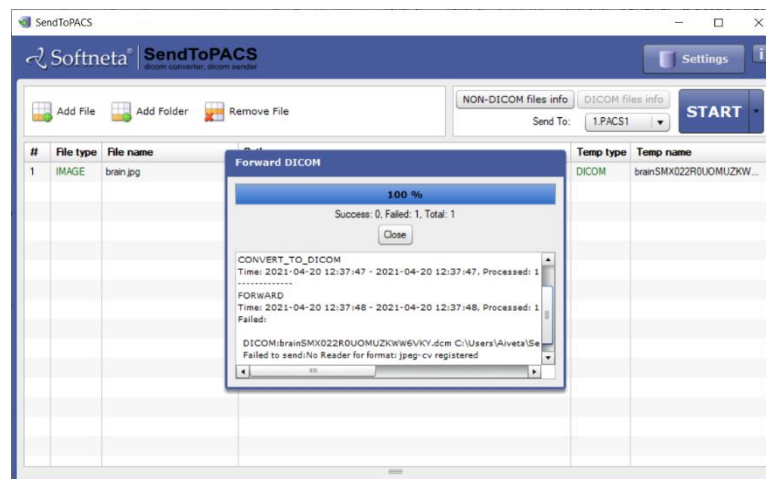 SendToPACS
Softneta® SendToPACS
dicom converter, dicom sender
Settings
i
Add File Add Folder Remove File
NON-DICOM files info DICOM files info
Send To: 1.PACS1
START
# File type File name Temp type Temp name
1 IMAGE brain.jpg DICOM brainSMX022R0UOMUZKW...
Forward DICOM
100 %
Success: 0, Failed: 1, Total: 1
Close
CONVERT_TO_DICOM
Time: 2021-04-20 12:37:47 - 2021-04-20 12:37:47, Processed: 1
-------------
FORWARD
Time: 2021-04-20 12:37:48 - 2021-04-20 12:37:48, Processed: 1
Failed:
DICOM:brainSMX022R0UOMUZKWW6VKY.dcm C:\Users\Aiveta\Se
Failed to send:No Reader for format: jpeg-cv registered